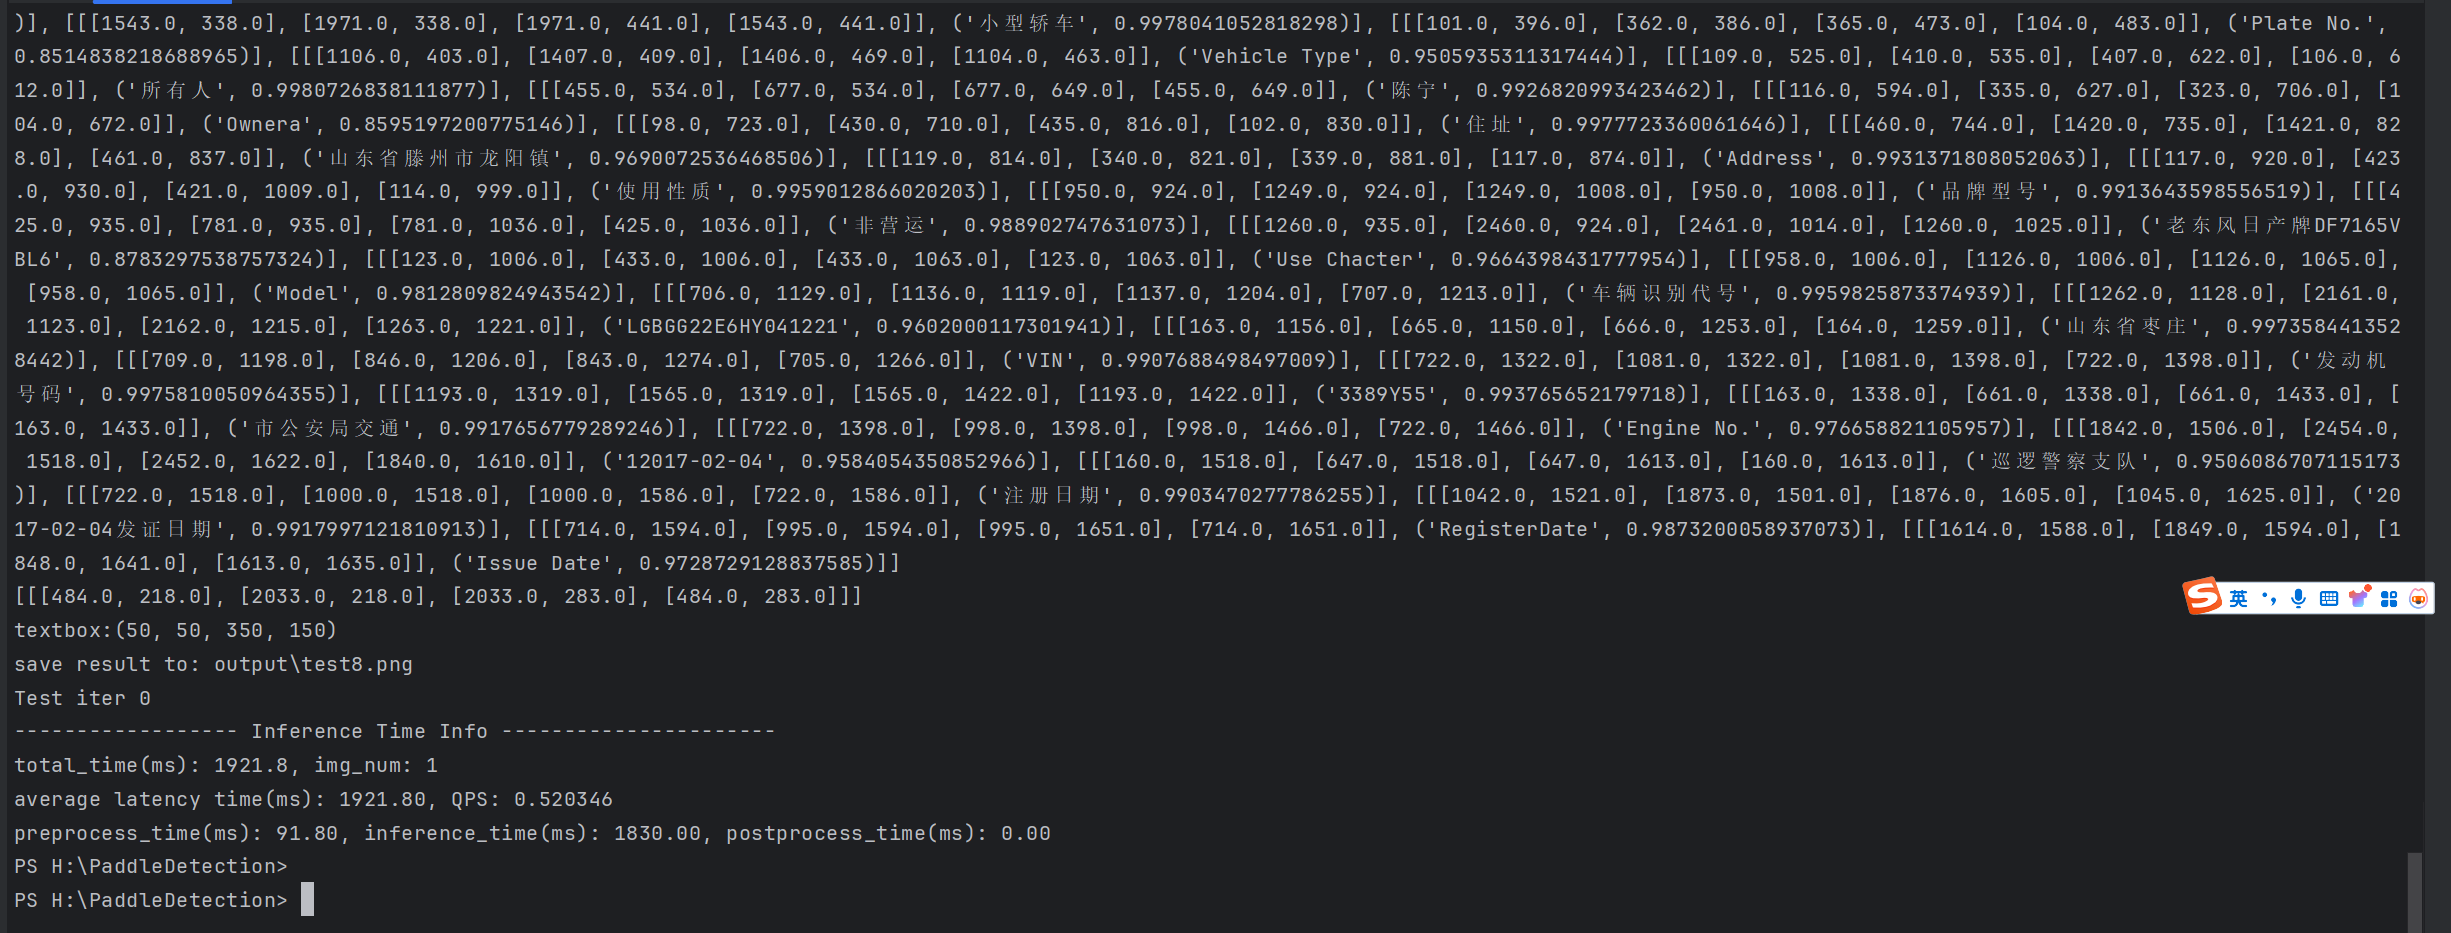 )], [[[1543.0, 338.0], [1971.0, 338.0], [1971.0, 441.0], [1543.0, 441.0]], ('小型轿车', 0.9978041052818298)], [[[101.0, 396.0], [362.0, 386.0], [365.0, 473.0], [104.0, 483.0]], ('Plate No.',
0.8514838218688965)], [[[1106.0, 403.0], [1407.0, 409.0], [1406.0, 469.0], [1104.0, 463.0]], ('Vehicle Type', 0.9505935311317444)], [[[109.0, 525.0], [410.0, 535.0], [407.0, 622.0], [106.0, 6
12.0]], ('所有人', 0.9980726838111877)], [[[455.0, 534.0], [677.0, 534.0], [677.0, 649.0], [455.0, 649.0]], ('陈宁', 0.9926820993423462)], [[[116.0, 594.0], [335.0, 627.0], [323.0, 706.0], [1
04.0, 672.0]], ('Ownera', 0.8595197200775146)], [[[98.0, 723.0], [430.0, 710.0], [435.0, 816.0], [102.0, 830.0]], ('住址', 0.9977723360061646)], [[[460.0, 744.0], [1420.0, 735.0], [1421.0, 82
8.0], [461.0, 837.0]], ('山东省滕州市龙阳镇', 0.9690072536468506)], [[[119.0, 814.0], [340.0, 821.0], [339.0, 881.0], [117.0, 874.0]], ('Address', 0.9931371808052063)], [[[117.0, 920.0], [423
.0, 930.0], [421.0, 1009.0], [114.0, 999.0]], ('使用性质', 0.9959012866020203)], [[[950.0, 924.0], [1249.0, 924.0], [1249.0, 1008.0], [950.0, 1008.0]], ('品牌型号', 0.9913643598556519)], [[[4
25.0, 935.0], [781.0, 935.0], [781.0, 1036.0], [425.0, 1036.0]], ('非营运', 0.988902747631073)], [[[1260.0, 935.0], [2460.0, 924.0], [2461.0, 1014.0], [1260.0, 1025.0]], ('老东风日产牌DF7165V
BL6', 0.8783297538757324)], [[[123.0, 1006.0], [433.0, 1006.0], [433.0, 1063.0], [123.0, 1063.0]], ('Use Chacter', 0.9664398431777954)], [[[958.0, 1006.0], [1126.0, 1006.0], [1126.0, 1065.0],
[958.0, 1065.0]], ('Model', 0.9812809824943542)], [[[706.0, 1129.0], [1136.0, 1119.0], [1137.0, 1204.0], [707.0, 1213.0]], ('车辆识别代号', 0.9959825873374939)], [[[1262.0, 1128.0], [2161.0,
1123.0], [2162.0, 1215.0], [1263.0, 1221.0]], ('LGBGG22E6HY041221', 0.9602000117301941)], [[[163.0, 1156.0], [665.0, 1150.0], [666.0, 1253.0], [164.0, 1259.0]], ('山东省枣庄', 0.997358441352
8442)], [[[709.0, 1198.0], [846.0, 1206.0], [843.0, 1274.0], [705.0, 1266.0]], ('VIN', 0.9907688498497009)], [[[722.0, 1322.0], [1081.0, 1322.0], [1081.0, 1398.0], [722.0, 1398.0]], ('发动机
号码', 0.9975810050964355)], [[[1193.0, 1319.0], [1565.0, 1319.0], [1565.0, 1422.0], [1193.0, 1422.0]], ('3389Y55', 0.993765652179718)], [[[163.0, 1338.0], [661.0, 1338.0], [661.0, 1433.0], [
163.0, 1433.0]], ('市公安局交通', 0.9917656779289246)], [[[722.0, 1398.0], [998.0, 1398.0], [998.0, 1466.0], [722.0, 1466.0]], ('Engine No.', 0.976658821105957)], [[[1842.0, 1506.0], [2454.0,
1518.0], [2452.0, 1622.0], [1840.0, 1610.0]], ('12017-02-04', 0.9584054350852966)], [[[160.0, 1518.0], [647.0, 1518.0], [647.0, 1613.0], [160.0, 1613.0]], ('巡逻警察支队', 0.9506086707115173
)], [[[722.0, 1518.0], [1000.0, 1518.0], [1000.0, 1586.0], [722.0, 1586.0]], ('注册日期', 0.9903470277786255)], [[[1042.0, 1521.0], [1873.0, 1501.0], [1876.0, 1605.0], [1045.0, 1625.0]], ('20
17-02-04发证日期', 0.9917997121810913)], [[[714.0, 1594.0], [995.0, 1594.0], [995.0, 1651.0], [714.0, 1651.0]], ('RegisterDate', 0.9873200058937073)], [[[1614.0, 1588.0], [1849.0, 1594.0], [1
848.0, 1641.0], [1613.0, 1635.0]], ('Issue Date', 0.9728729128837585)]]
[[[484.0, 218.0], [2033.0, 218.0], [2033.0, 283.0], [484.0, 283.0]]]
英
textbox:(50, 50, 350, 150)
save result to: output\test8.png
Test iter 0
------------------ Inference Time Info ----------------------
total_time(ms): 1921.8, img_num: 1
average latency time(ms): 1921.80, QPS: 0.520346
preprocess_time(ms): 91.80, inference_time(ms): 1830.00, postprocess_time(ms): 0.00
PS H:\PaddleDetection>
PS H:\PaddleDetection>